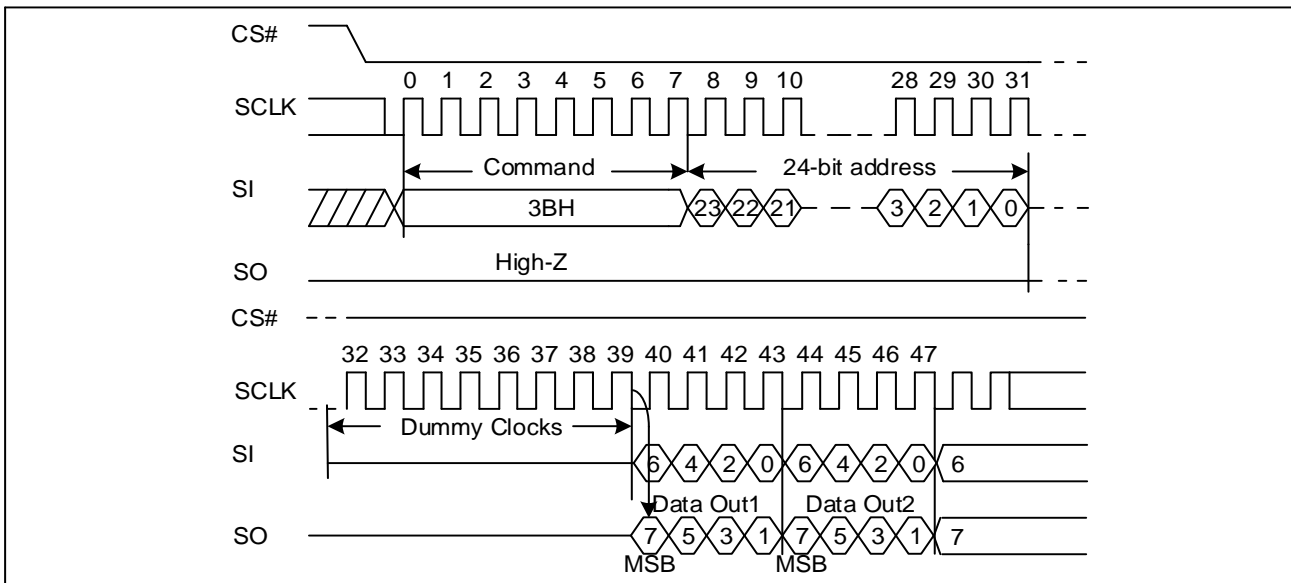 CS#
0 1 2 3 4 5 6 7 8 9 10 28 29 30 31
SCLK
Command 24-bit address
SI
3BH 23 22 21 3 2 1 0
High-Z
SO
CS#
32 33 34 35 36 37 38 39 40 41 42 43 44 45 46 47
SCLK
Dummy Clocks
SI
6 4 2 0 6 4 2 0 6
Data Out1 Data Out2
SO
7 5 3 1 7 5 3 1 7
MSB MSB